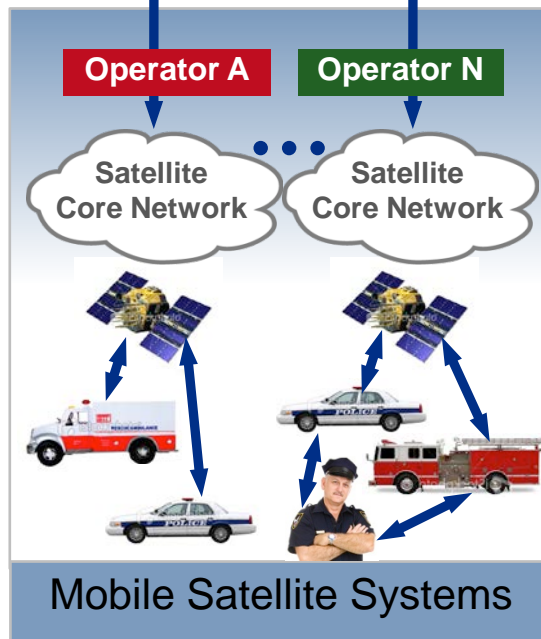 Operator A
Operator N
Satellite
Core Network
Satellite
Core Network
POLICE
POLICE
Mobile Satellite Systems